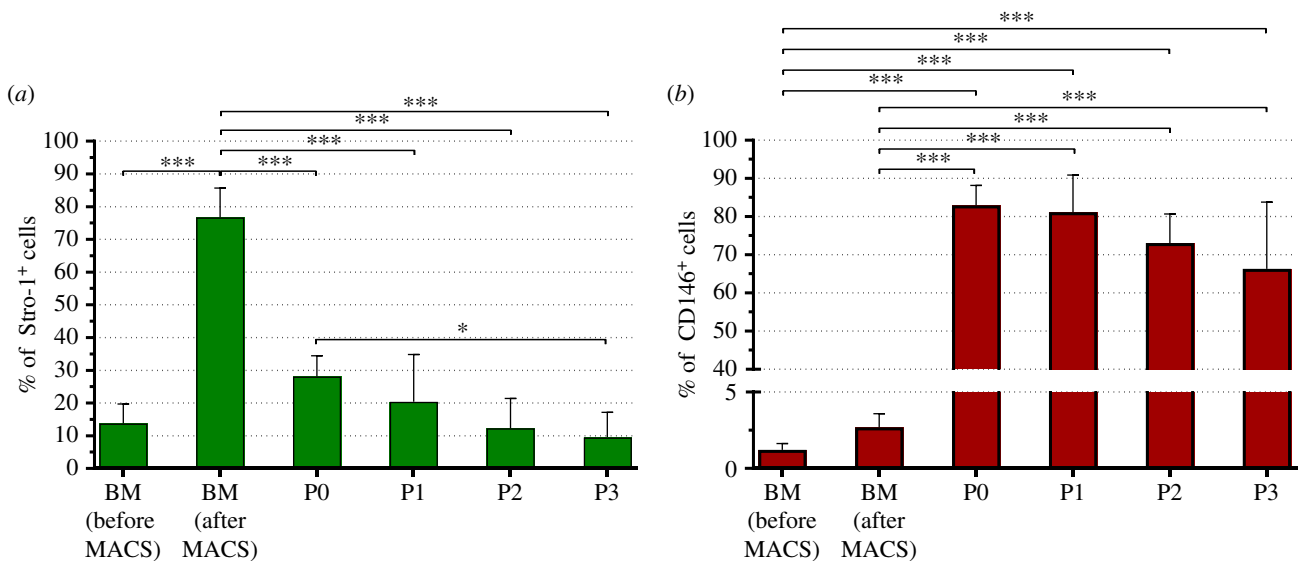 (a)
***
***
***
*** ***
*
% of Stro-1⁺ cells
100
90
80
70
60
50
40
30
20
10
0
BM
(before
MACS)
BM
(after
MACS)
P0
P1
P2
P3
(b)
***
***
***
***
***
***
***
***
% of CD146⁺ cells
100
90
80
70
60
50
40
5
0
BM
(before
MACS)
BM
(after
MACS)
P0
P1
P2
P3